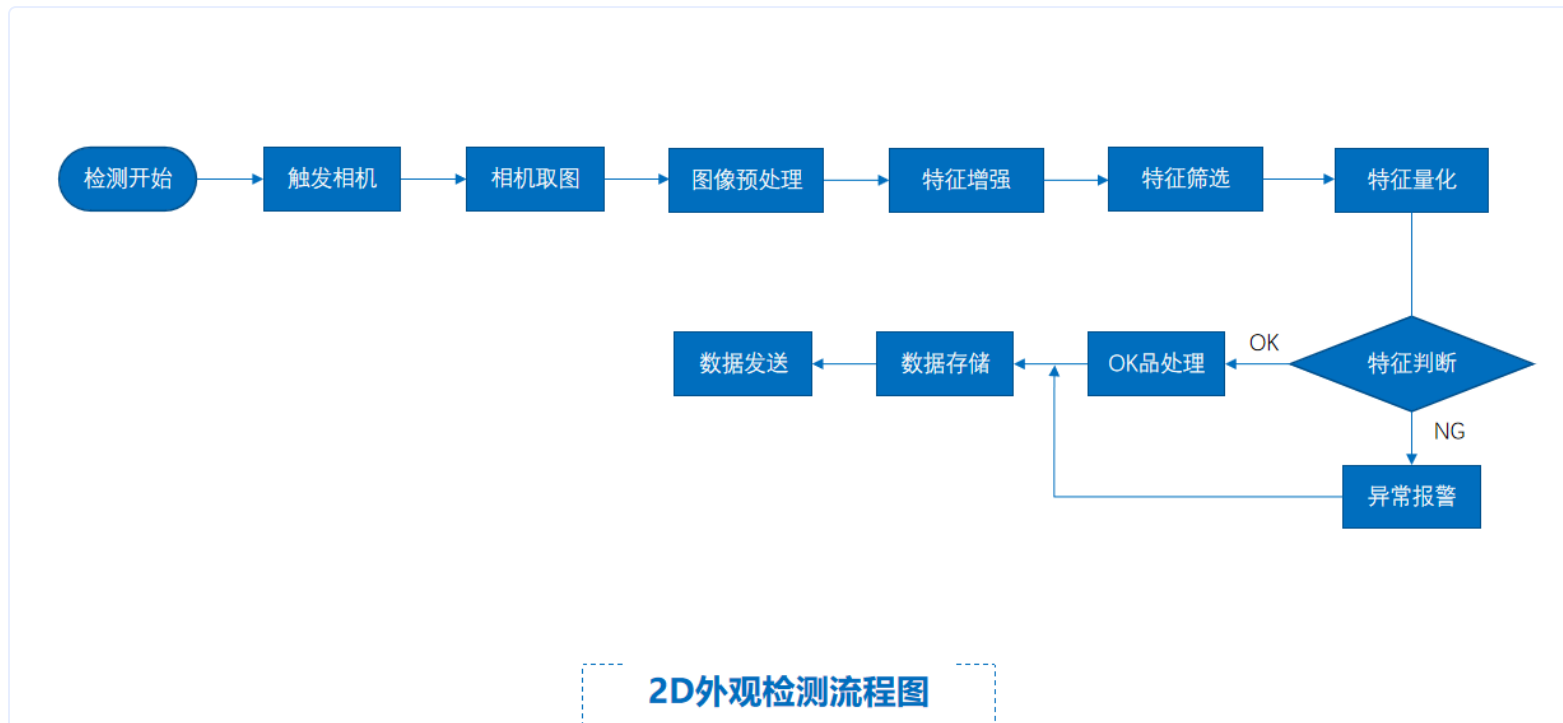 检测开始
触发相机
相机取图
图像预处理
特征增强
特征筛选
特征量化
特征判断
OK
OK品处理
数据存储
数据发送
NG
异常报警
2D外观检测流程图